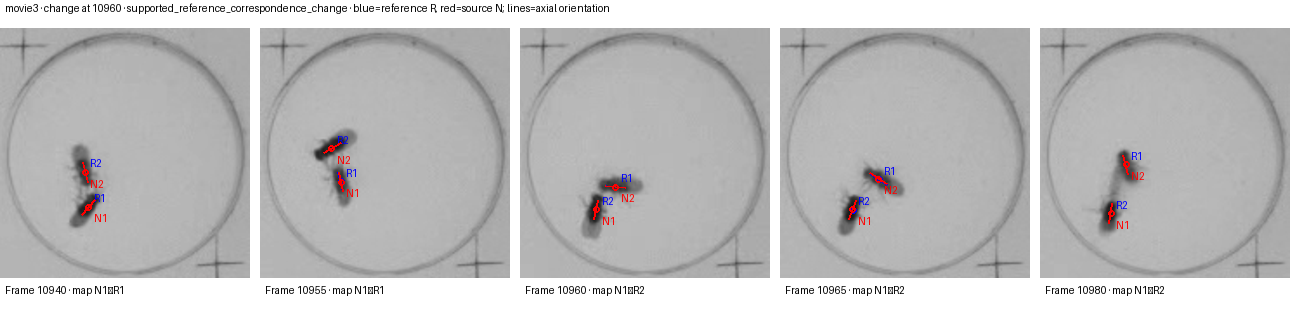 movie3 · change at 10960 · supported_reference_correspondence_change · blue=reference R, red=source N; lines=axial orientation
R2
N2
R1
N1
R2
N2
R1
N1
R1
N2
R2
N1
R1
N2
R2
N1
R1
N2
R2
N1
Frame 10940 · map N1▯R1
Frame 10955 · map N1▯R1
Frame 10960 · map N1▯R2
Frame 10965 · map N1▯R2
Frame 10980 · map N1▯R2